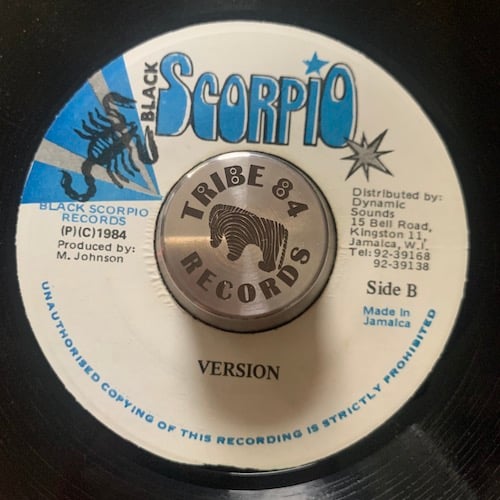 BLACK
SCORPIO
BLACK SCORPIO
RECORDS
(P)(C)1984
Produced by:
M. Johnson
TRIBE 84
RECORDS
Distributed by:
Dynamic
Sounds
15 Bell Road,
Kingston 11,
Jamaica, W.I.
Tel: 92-39168
92-39138
Side B
Made In
Jamaica
VERSION
UNAUTHORISED COPYING OF THIS RECORDING IS STRICTLY PROHIBITED